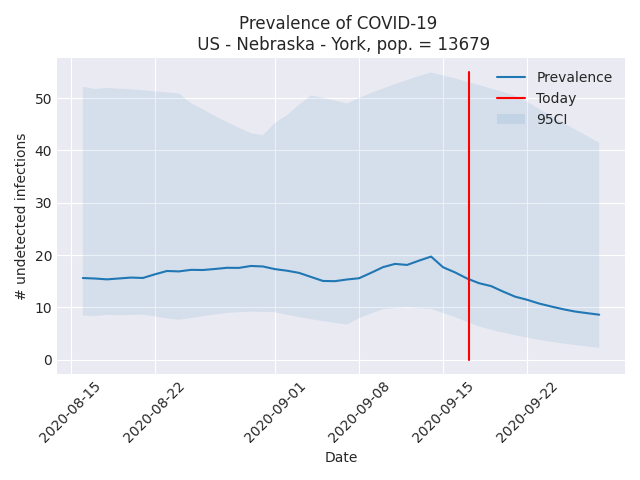 Prevalence of COVID-19
US - Nebraska - York, pop. = 13679
Prevalence
Today
95CI
# undetected infections
50
40
30
20
10
0
2020-08-15
2020-08-22
2020-09-01
2020-09-08
2020-09-15
2020-09-22
Date